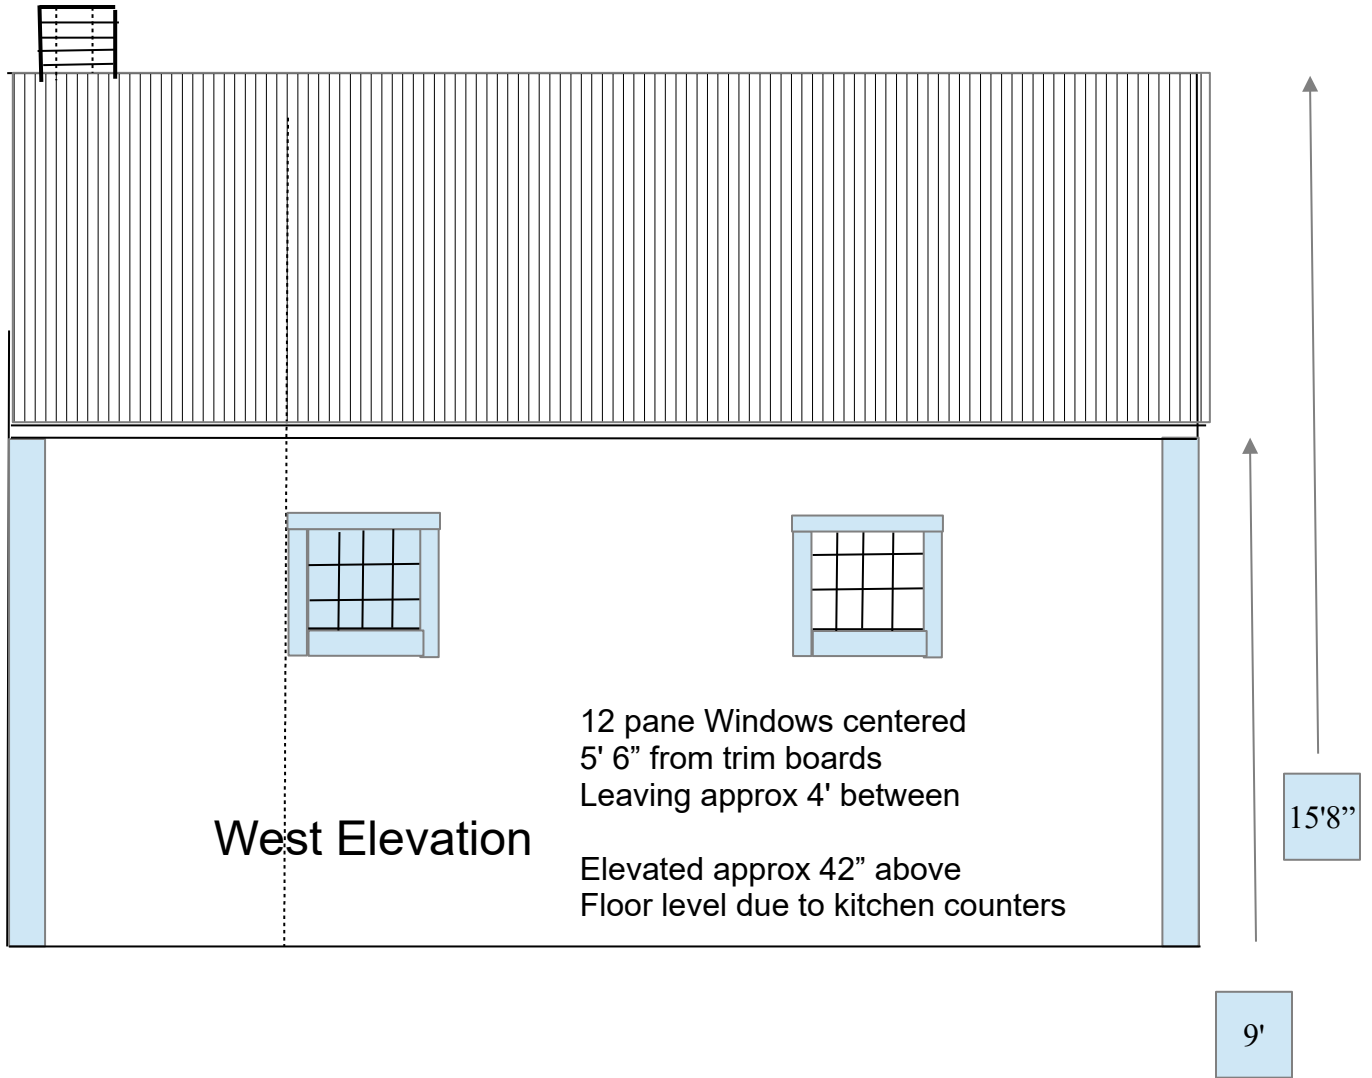 12 pane Windows centered
5' 6” from trim boards
Leaving approx 4' between
15'8”
West Elevation
Elevated approx 42” above
Floor level due to kitchen counters
9'